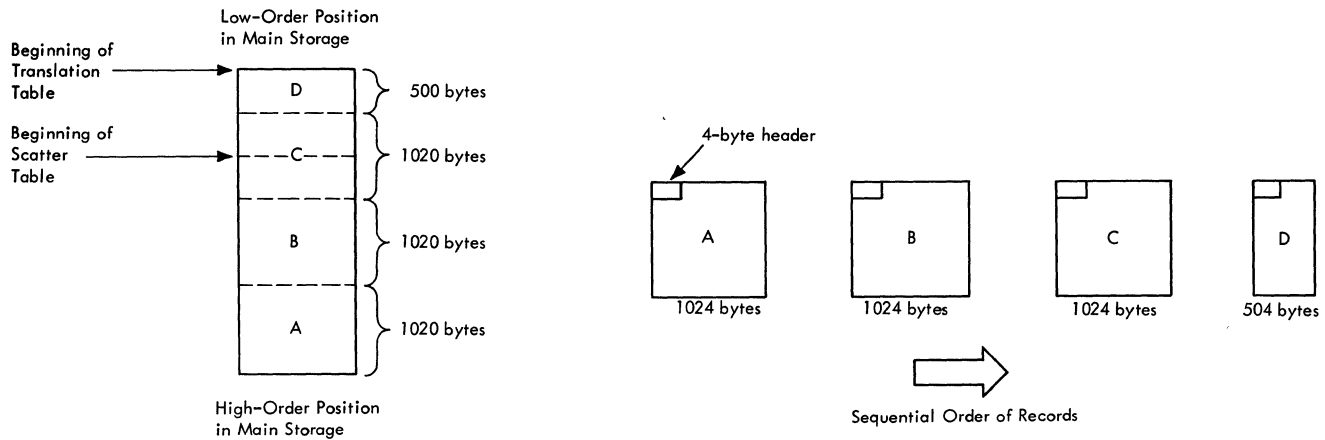 Low-Order Position
in Main Storage
Beginning of
Translation
Table
D
500 bytes
Beginning of
Scatter
Table
C
1020 bytes
B
1020 bytes
A
1020 bytes
High-Order Position
in Main Storage
4-byte header
A
B
C
D
1024 bytes
1024 bytes
1024 bytes
504 bytes
Sequential Order of Records